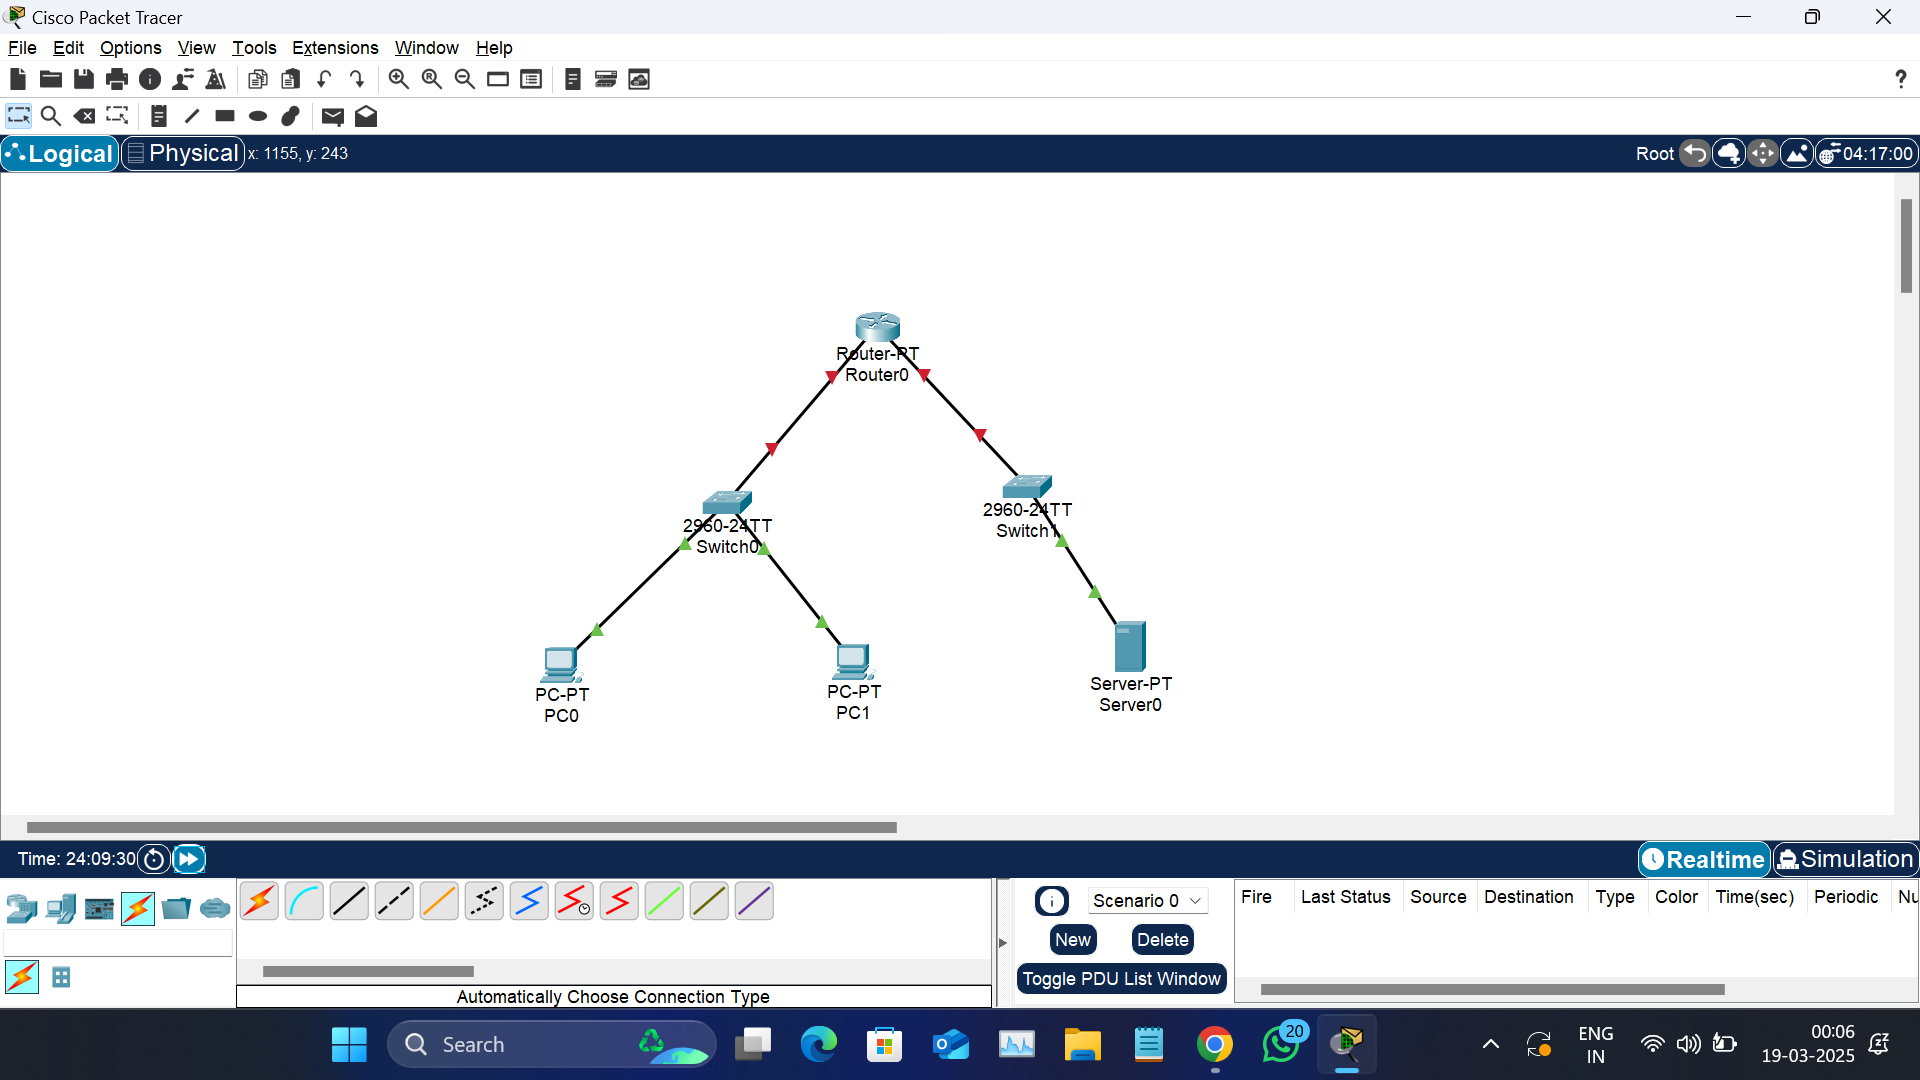 Cisco Packet Tracer
File Edit Options View Tools Extensions Window Help
?
Logical Physical x: 1155, y: 243 Root 04:17:00
Router-PT
Router0
2960-24TT
Switch0
2960-24TT
Switch1
PC-PT
PC0
PC-PT
PC1
Server-PT
Server0
Time: 24:09:30 Realtime Simulation
Scenario 0
New Delete
Toggle PDU List Window
Fire Last Status Source Destination Type Color Time(sec) Periodic Nu
Automatically Choose Connection Type
Search
20
ENG
IN
00:06
19-03-2025